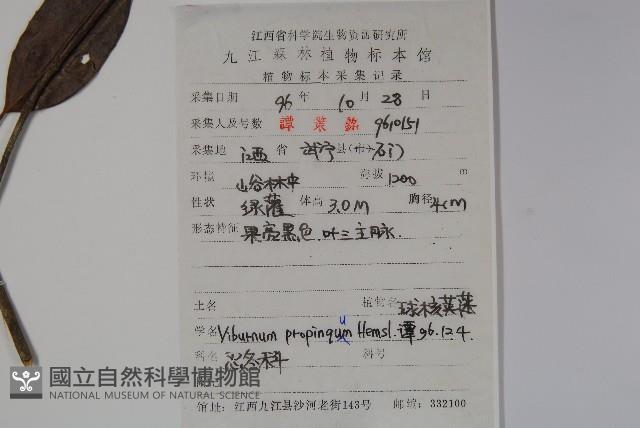 江西省科学院生物资源研究所
九江森林植物标本馆
植物标本采集记录
采集日期 96 年 10 月 28 日
采集人及号数 譚策銘 9610151
采集地 江西 省 武宁 县(市) 石门
环境 山谷林中 海拔 1200 m
性状 绿灌 体高 3.0M 胸径 4cm
形态特征 果亮黑色.叶三主脉.
土名 植物名 球核荚蒾
学名 Viburnum propinquum Hemsl. 谭 96.12.4.
科名 忍冬科 科号
國立自然科學博物館
NATIONAL MUSEUM OF NATURAL SCIENCE
馆址:江西九江县沙河老街143号 邮编:332100